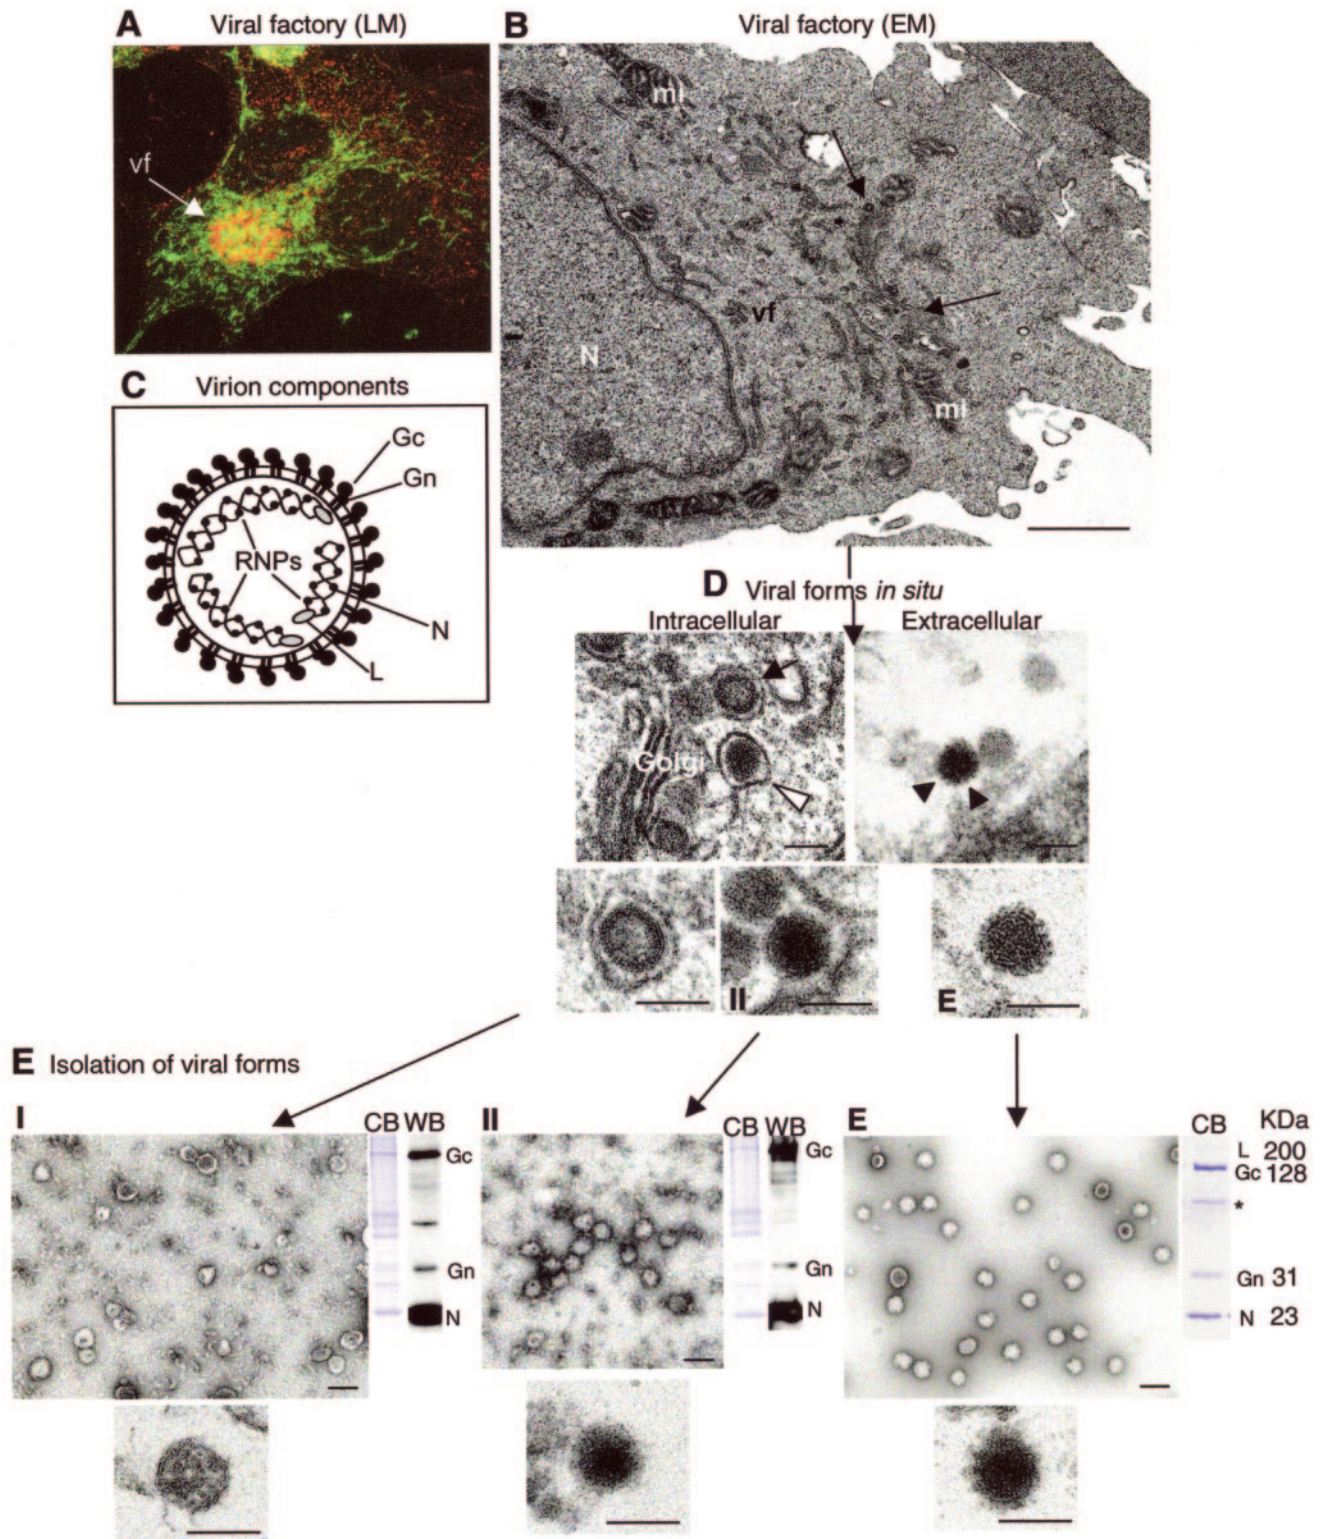 A Viral factory (LM)
vf
B Viral factory (EM)
mi
vf
N
mi
C Virion components
Gc
Gn
RNPs
N
L
D Viral forms in situ
Intracellular Extracellular
Golgi
II
E
E Isolation of viral forms
I
CB WB
Gc
Gn
N
II
CB WB
Gc
Gn
N
E
CB KDa
L 200
Gc 128
*
Gn 31
N 23